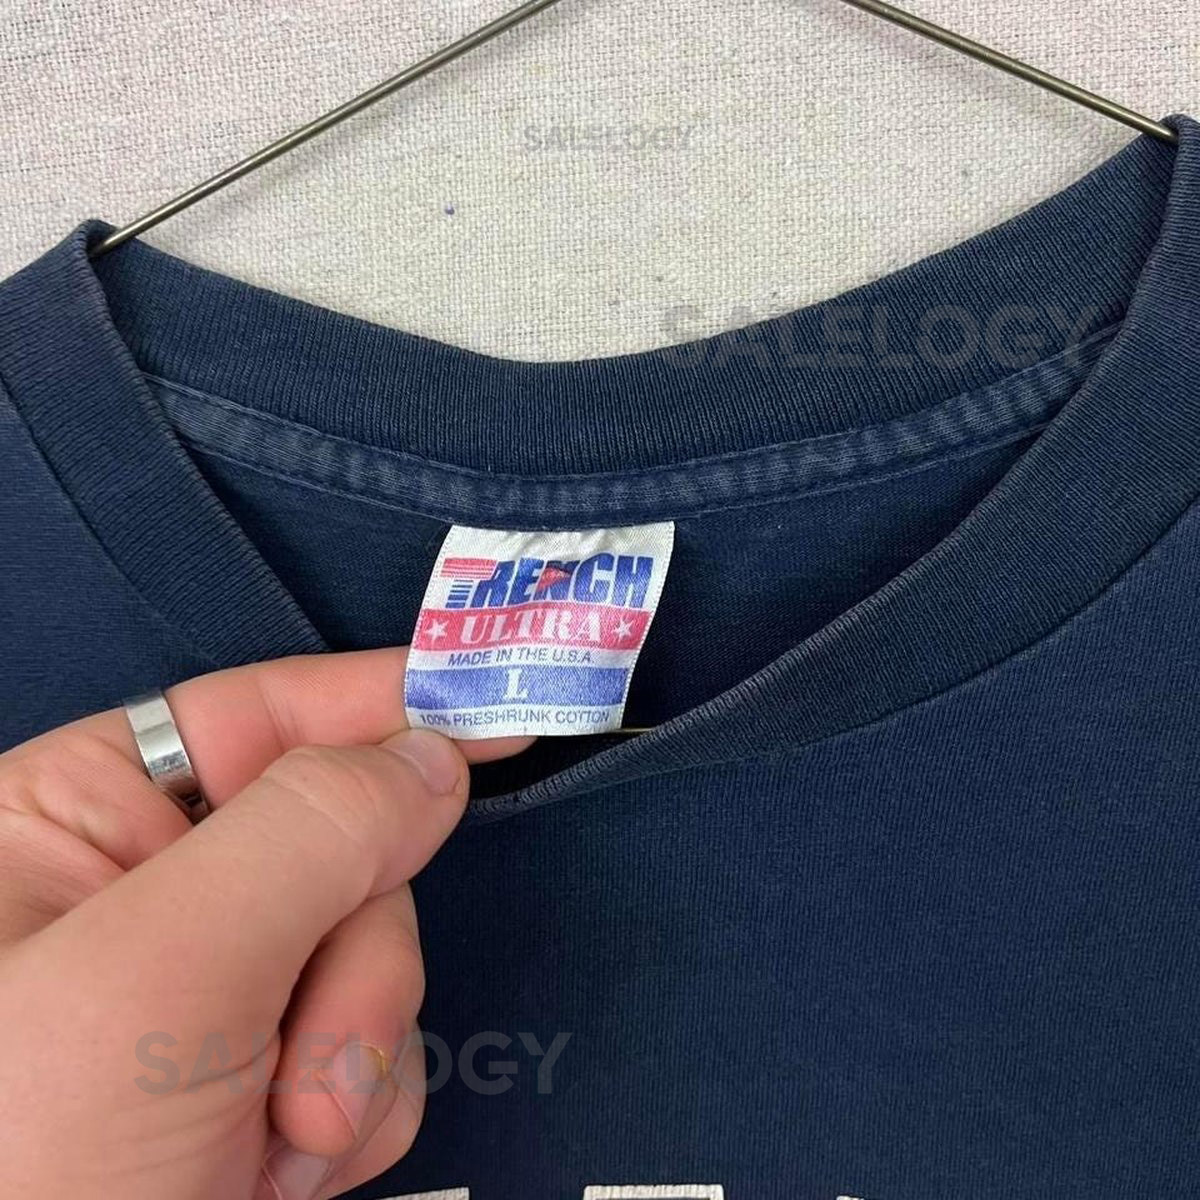 SALELOGY
SALELOGY
TRENCH
ULTRA
MADE IN THE U.S.A
L
100% PRESHRUNK COTTON
SALELOGY